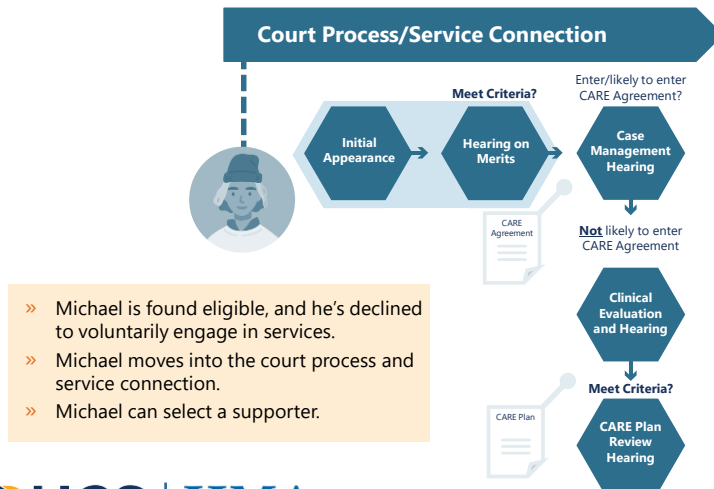 Court Process/Service Connection
Meet Criteria?
Enter/likely to enter
CARE Agreement?
Initial
Appearance
Hearing on
Merits
Case
Management
Hearing
CARE
Agreement
Not likely to enter
CARE Agreement
Clinical
Evaluation
and Hearing
» Michael is found eligible, and he's declined
to voluntarily engage in services.
» Michael moves into the court process and
service connection.
» Michael can select a supporter.
Meet Criteria?
CARE Plan
CARE Plan
Review
Hearing